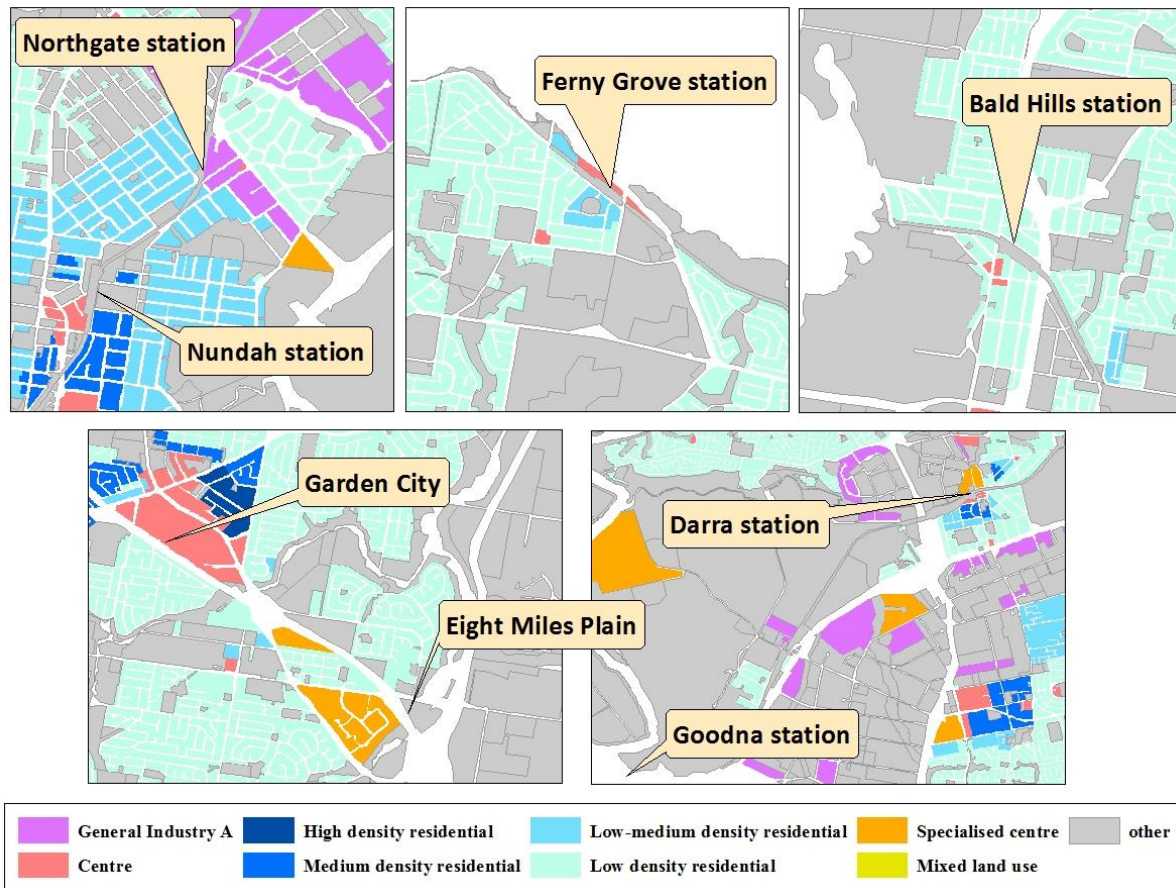 Northgate station
Nundah station
Ferny Grove station
Bald Hills station
Garden City
Eight Miles Plain
Darra station
Goodna station
General Industry A
High density residential
Low-medium density residential
Specialised centre
other
Centre
Medium density residential
Low density residential
Mixed land use